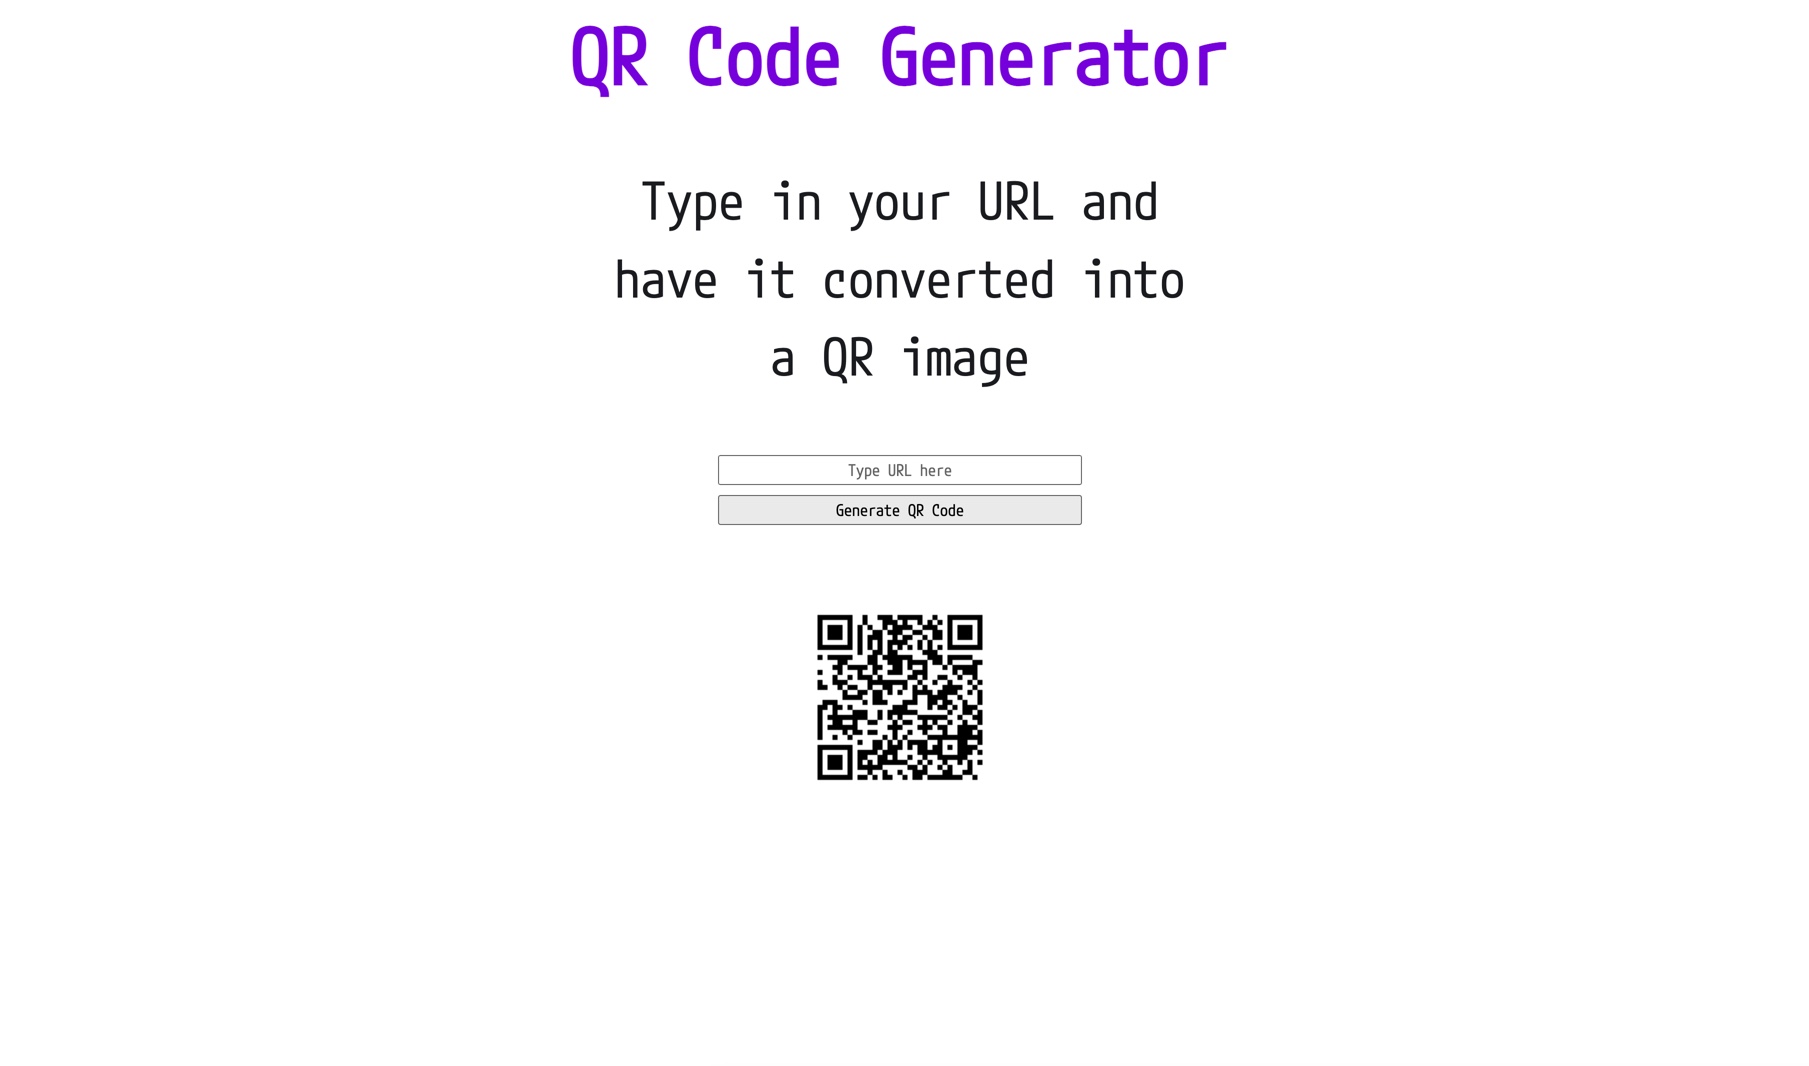 QR Code Generator
Type in your URL and
have it converted into
a QR image
Type URL here
Generate QR Code